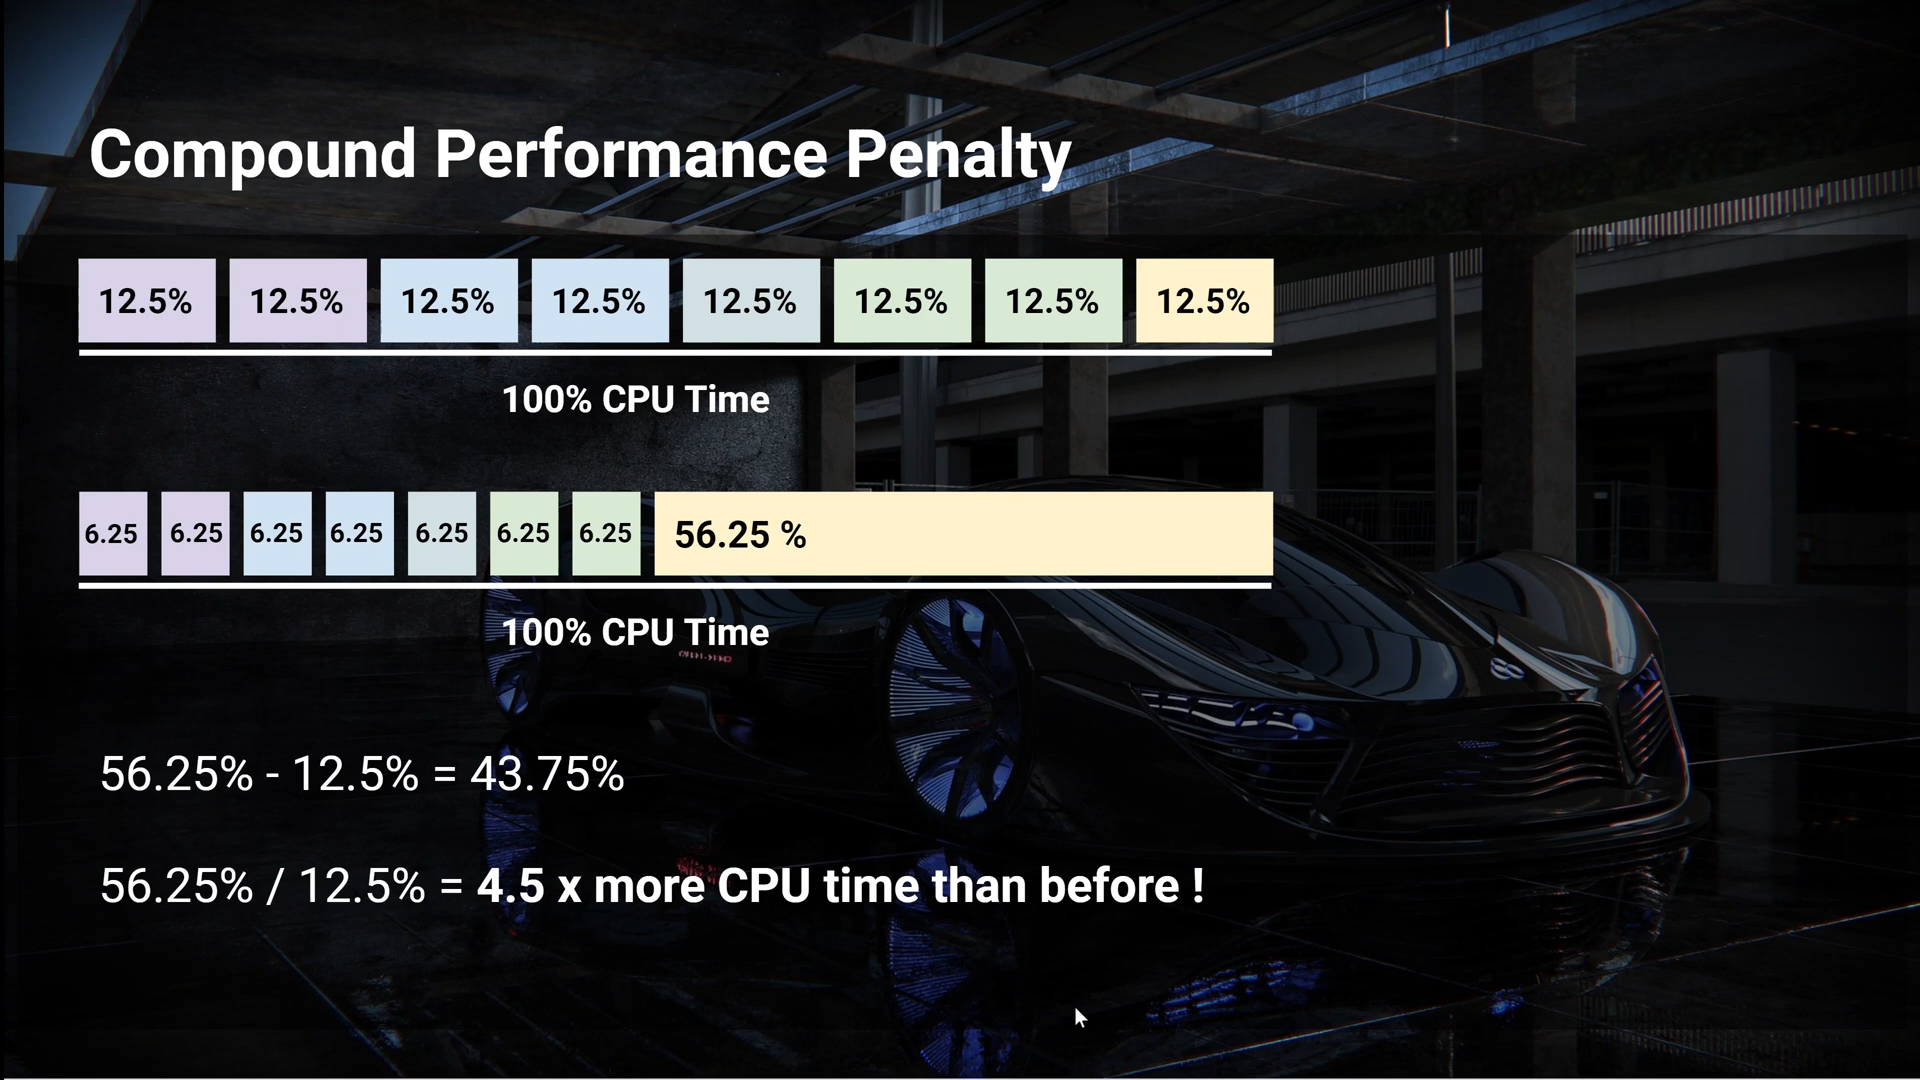 Compound Performance Penalty
12.5% 12.5% 12.5% 12.5% 12.5% 12.5% 12.5% 12.5%
100% CPU Time
6.25 6.25 6.25 6.25 6.25 6.25 6.25 56.25 %
100% CPU Time
56.25% - 12.5% = 43.75%
56.25% / 12.5% = 4.5 x more CPU time than before !